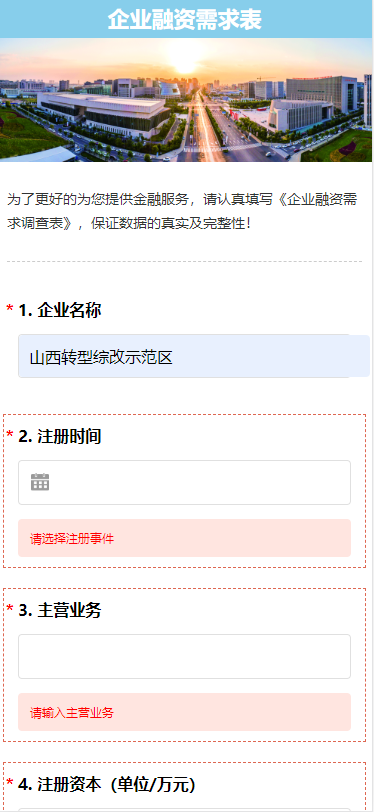 企业融资需求表
为了更好的为您提供金融服务，请认真填写《企业融资需
求调查表》，保证数据的真实及完整性！
* 1. 企业名称
山西转型综改示范区
* 2. 注册时间
请选择注册事件
* 3. 主营业务
请输入主营业务
* 4. 注册资本（单位/万元）